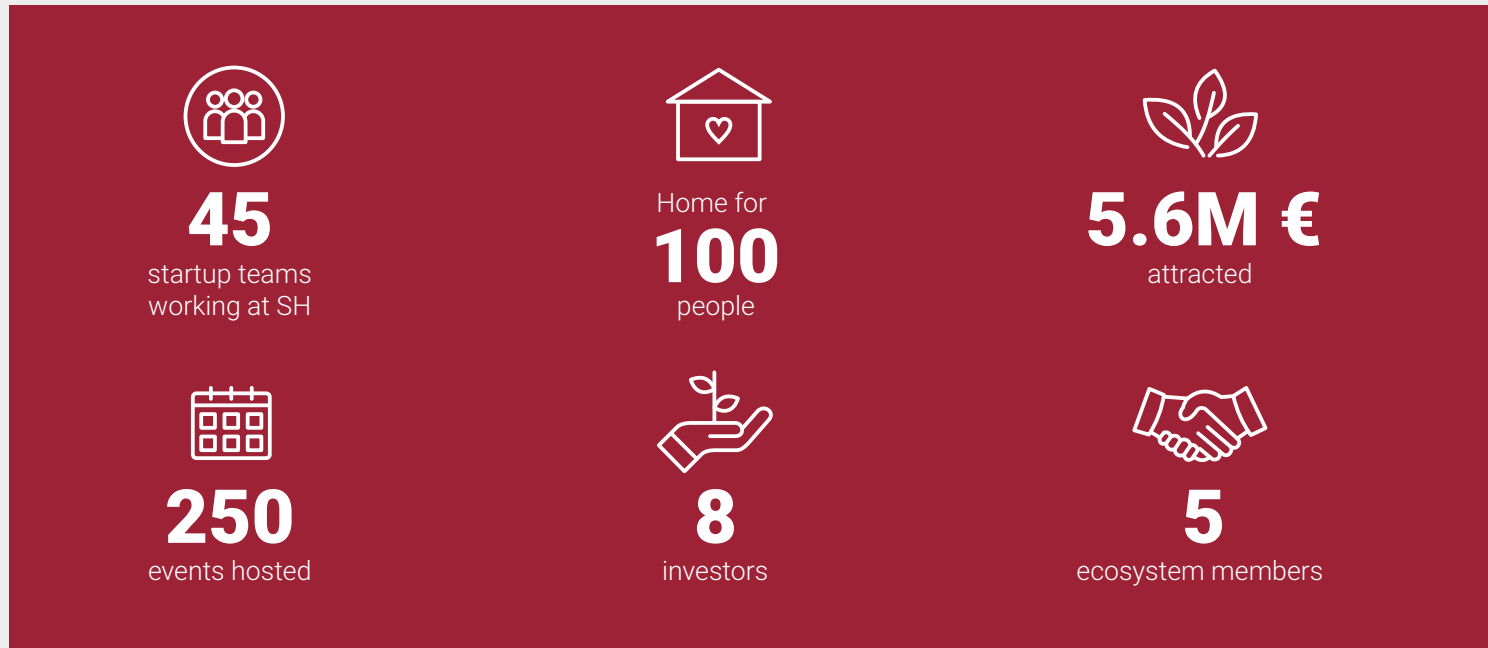 45
startup teams
working at SH
Home for
100
people
5.6M €
attracted
250
events hosted
8
investors
5
ecosystem members